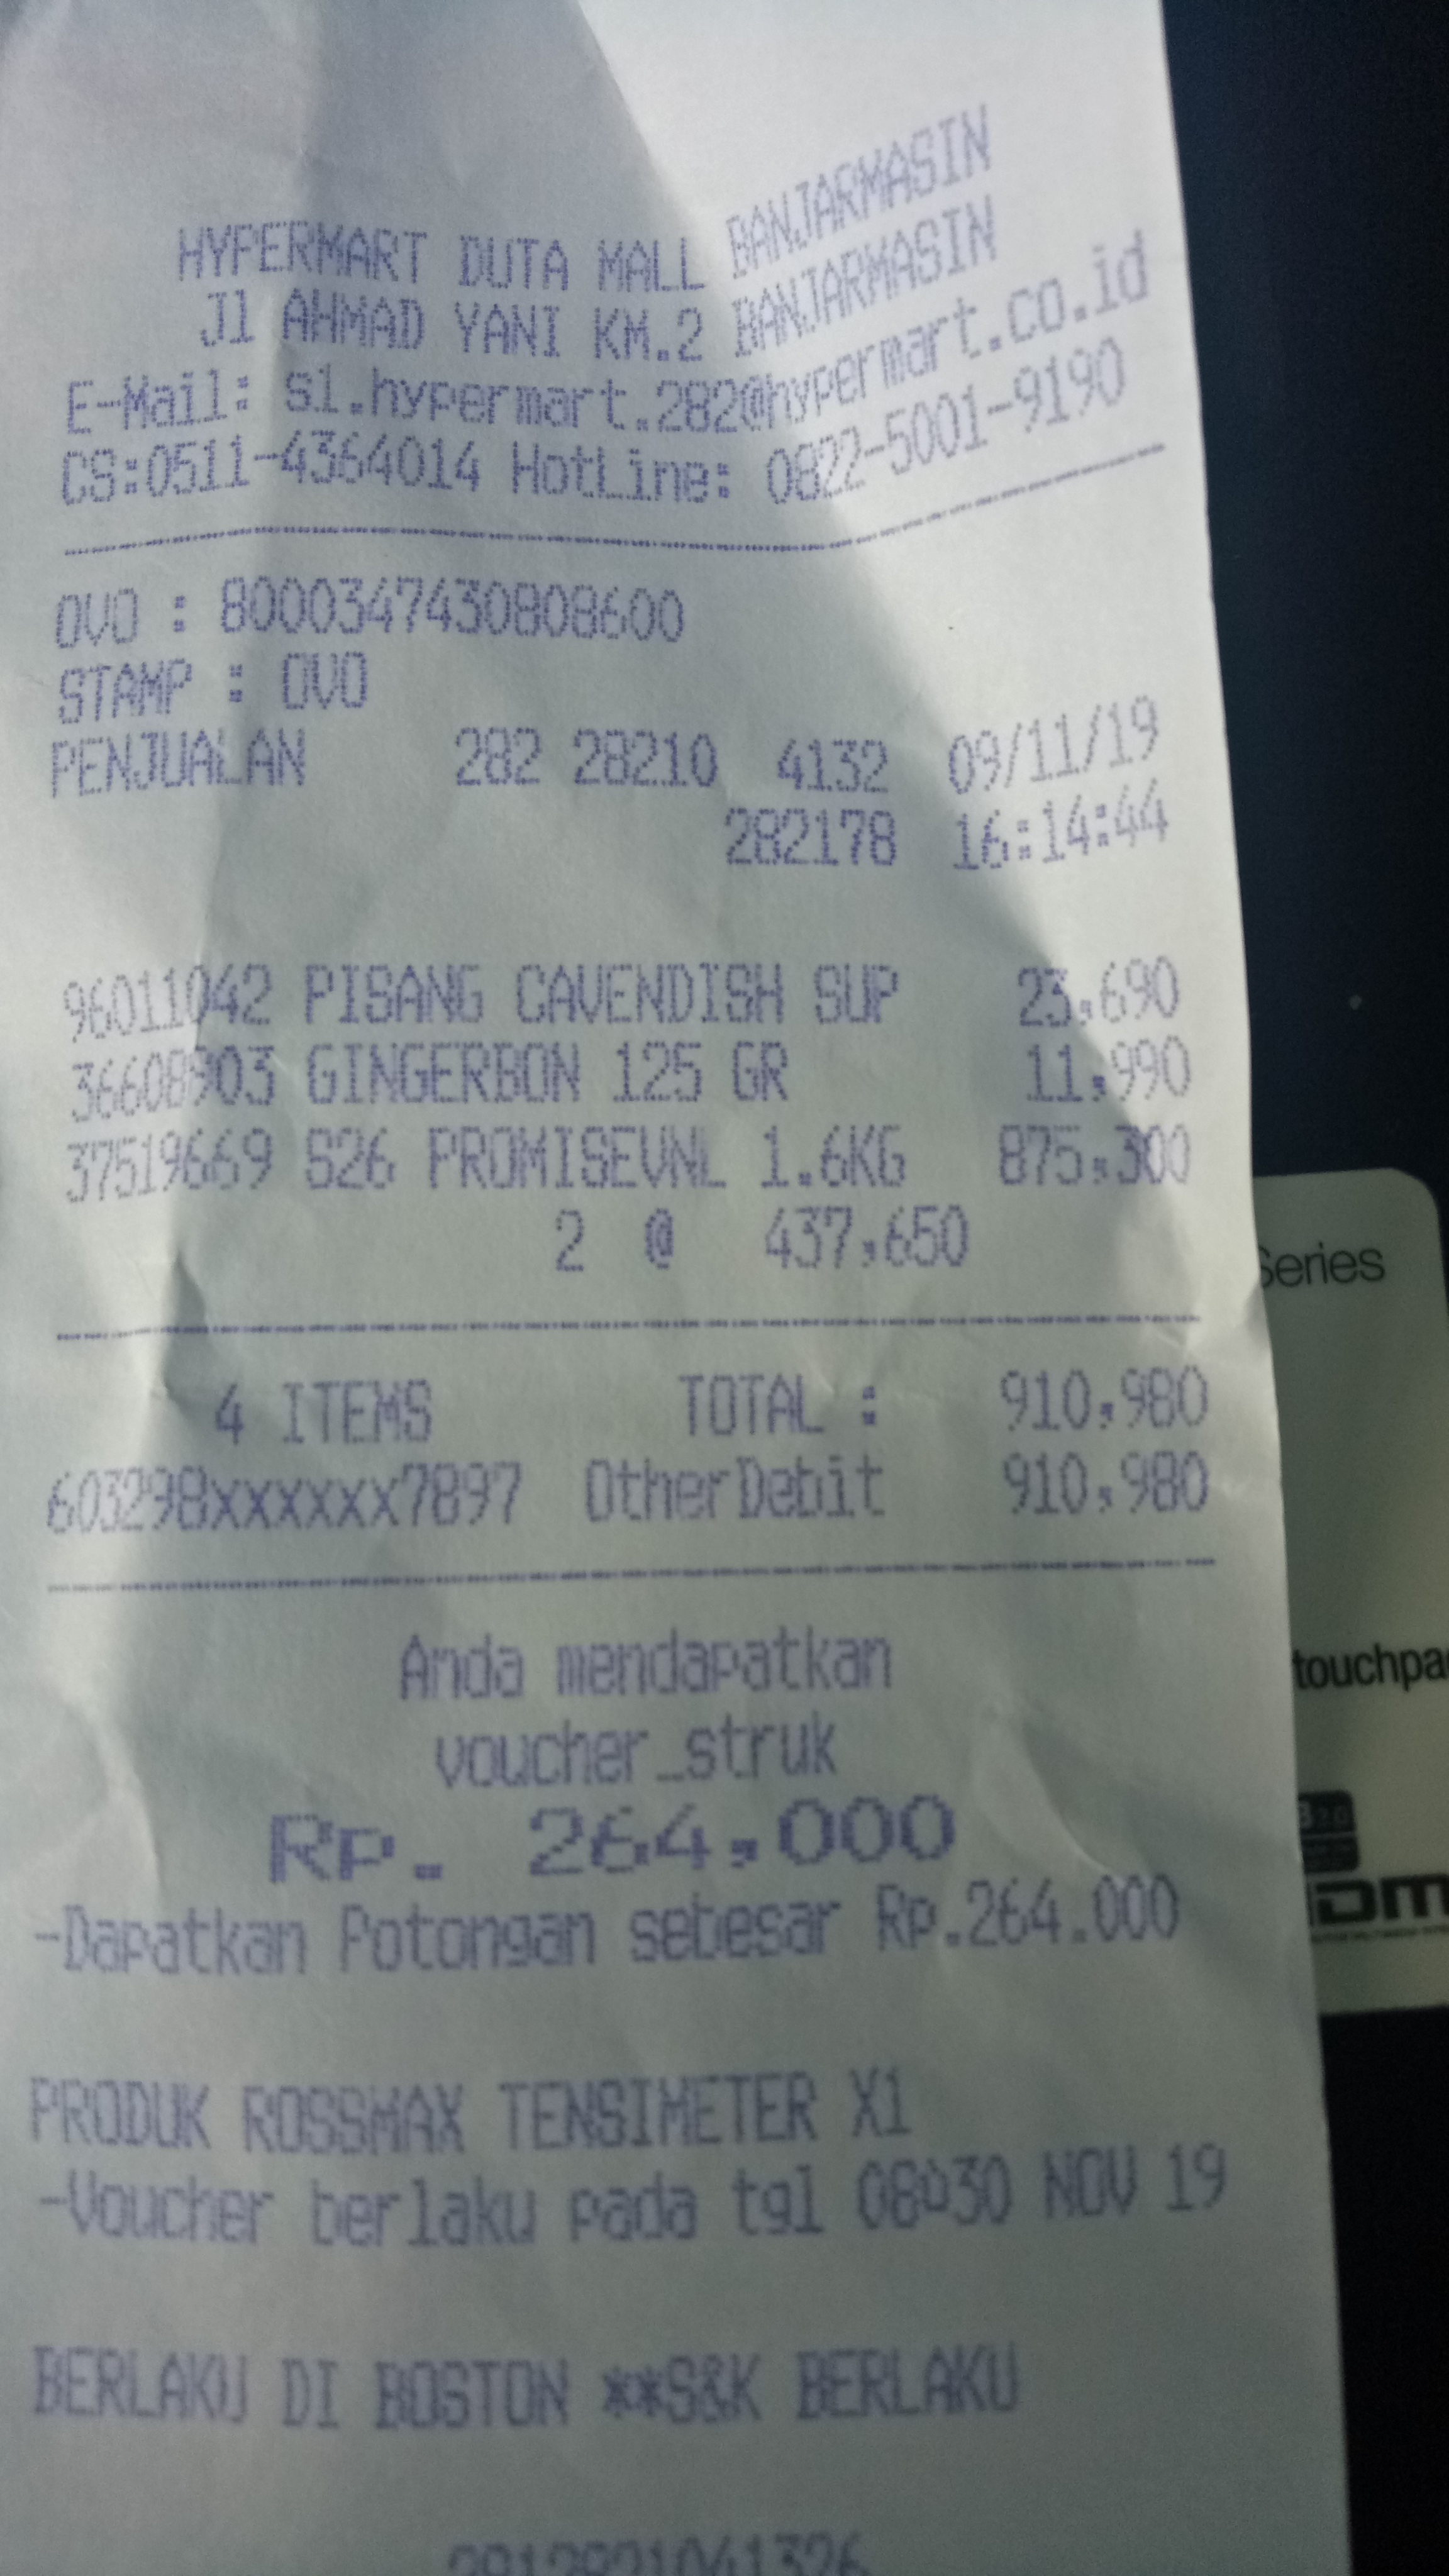 HYPERMART DUTA MALL BANJARMASIN
Jl AHMAD YANI KM.2 BANJARMASIN
E-Mail: sl.hypermart.282@hypermart.co.id
CS:0511-4364014 HotLine: 0822-5001-9190
OVO : 8000347430808600
STAMP : OVO
PENJUALAN 282 28210 4132 09/11/19
282178 16:14:44
96011042 PISANG CAVENDISH SUP 23,690
36608903 GINGERBON 125 GR 11,990
37519669 S26 PROMISEVNL 1.6KG 875,300
2 @ 437,650
4 ITEMS TOTAL : 910,980
603298xxxxxx7897 OtherDebit 910,980
Anda mendapatkan
voucher_struk
Rp. 264,000
-Dapatkan Potongan sebesar Rp.264.000
PRODUK ROSSMAX TENSIMETER X1
-Voucher berlaku pada tgl 08 30 NOV 19
BERLAKU DI BOSTON **S&K BERLAKU
Series